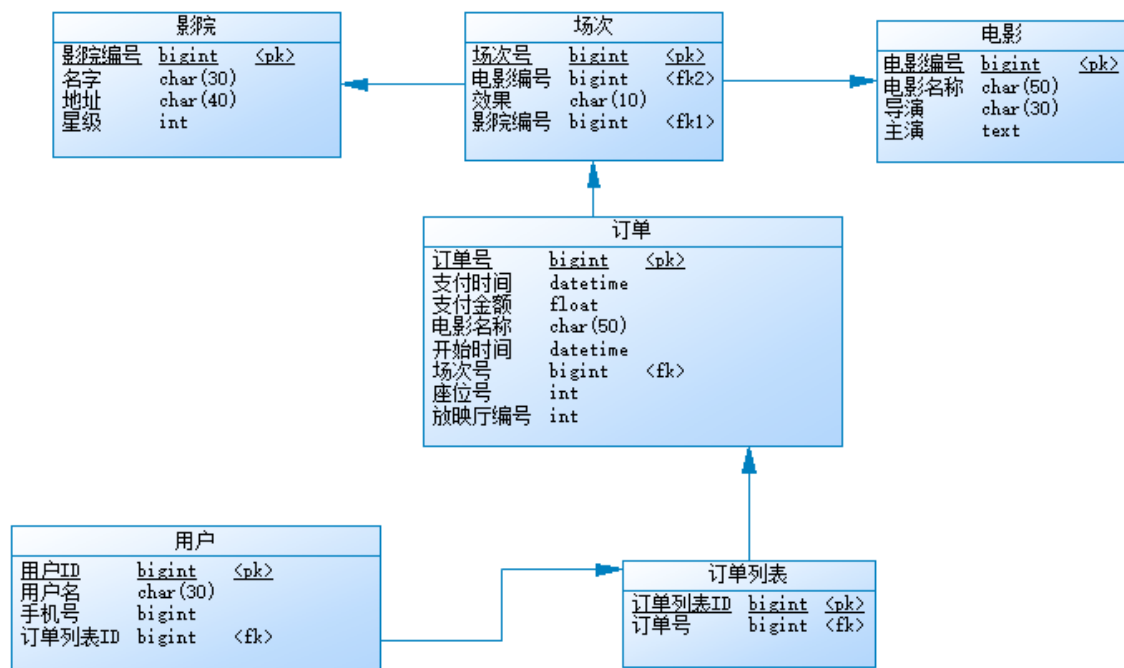 影院
影院编号 bigint <pk>
名字 char(30)
地址 char(40)
星级 int
场次
场次号 bigint <pk>
电影编号 bigint <fk2>
效果 char(10)
影院编号 bigint <fk1>
电影
电影编号 bigint <pk>
电影名称 char(50)
导演 char(30)
主演 text
订单
订单号 bigint <pk>
支付时间 datetime
支付金额 float
电影名称 char(50)
开始时间 datetime
场次号 bigint <fk>
座位号 int
放映厅编号 int
用户
用户ID bigint <pk>
用户名 char(30)
手机号 bigint
订单列表ID bigint <fk>
订单列表
订单列表ID bigint <pk>
订单号 bigint <fk>